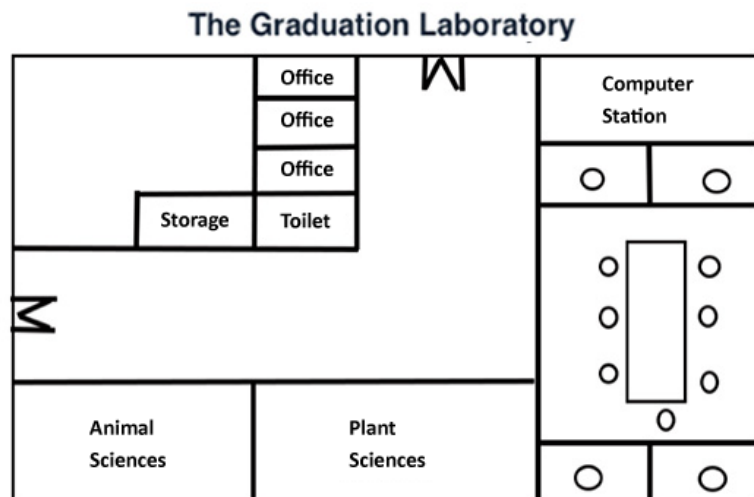 The Graduation Laboratory
Office
Office
Office
Storage
Toilet
Computer
Station
Animal
Sciences
Plant
Sciences